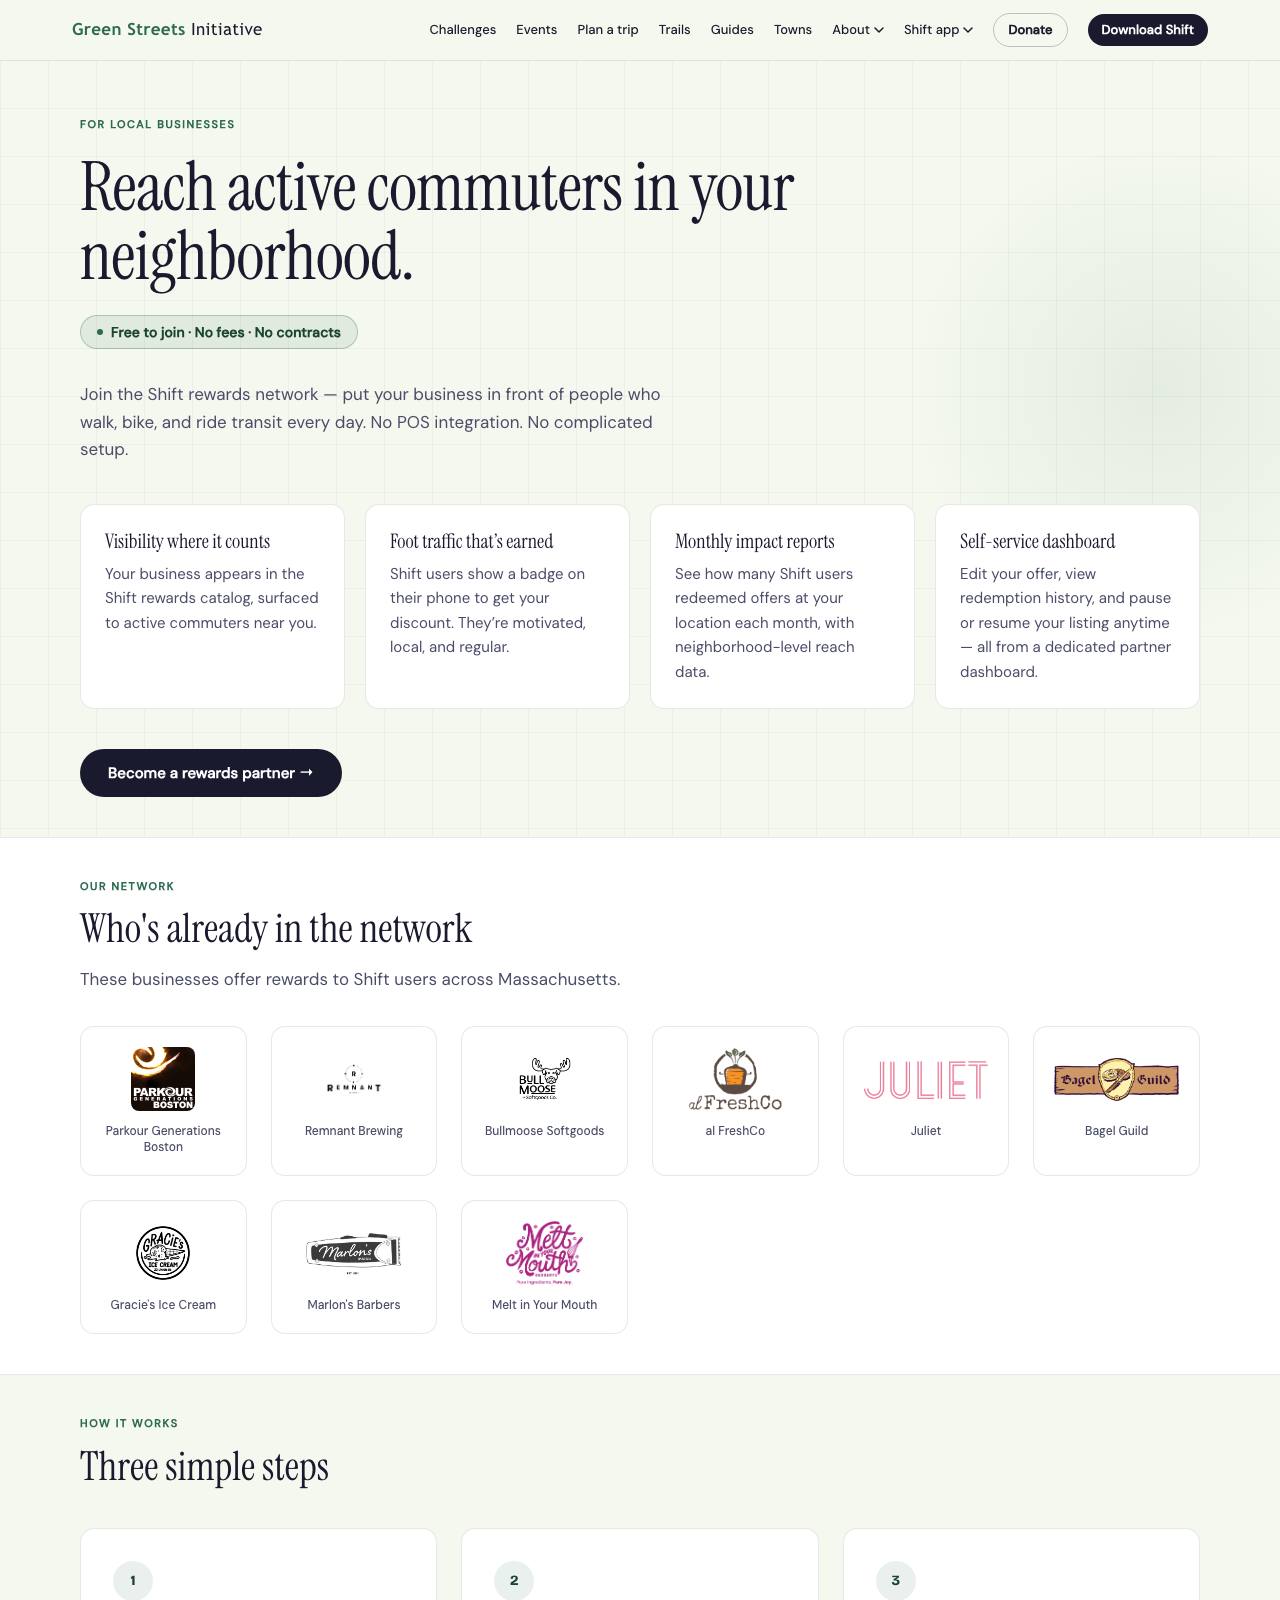 Green Streets Initiative
Challenges
Events
Plan a trip
Trails
Guides
Towns
About
Shift app
Donate
Download Shift
FOR LOCAL BUSINESSES
Reach active commuters in your
neighborhood.
Free to join · No fees · No contracts
Join the Shift rewards network — put your business in front of people who
walk, bike, and ride transit every day. No POS integration. No complicated
setup.
Visibility where it counts
Your business appears in the
Shift rewards catalog, surfaced
to active commuters near you.
Foot traffic that’s earned
Shift users show a badge on
their phone to get your
discount. They’re motivated,
local, and regular.
Monthly impact reports
See how many Shift users
redeemed offers at your
location each month, with
neighborhood-level reach
data.
Self-service dashboard
Edit your offer, view
redemption history, and pause
or resume your listing anytime
— all from a dedicated partner
dashboard.
Become a rewards partner →
OUR NETWORK
Who's already in the network
These businesses offer rewards to Shift users across Massachusetts.
PARKOUR
GENERATIONS
BOSTON
Parkour Generations
Boston
R
REMNANT
Remnant Brewing
BULL
MOOSE
Softgoods Co.
Bullmoose Softgoods
al FreshCo
al FreshCo
JULIET
Juliet
Bagel Guild
Bagel Guild
GRACIE'S
ICE CREAM
Gracie's Ice Cream
Marlon's
Marlon's Barbers
Melt
in Your
Mouth
DESSERTS
Pure Ingredients, Pure Joy.
Melt in Your Mouth
HOW IT WORKS
Three simple steps
1
2
3